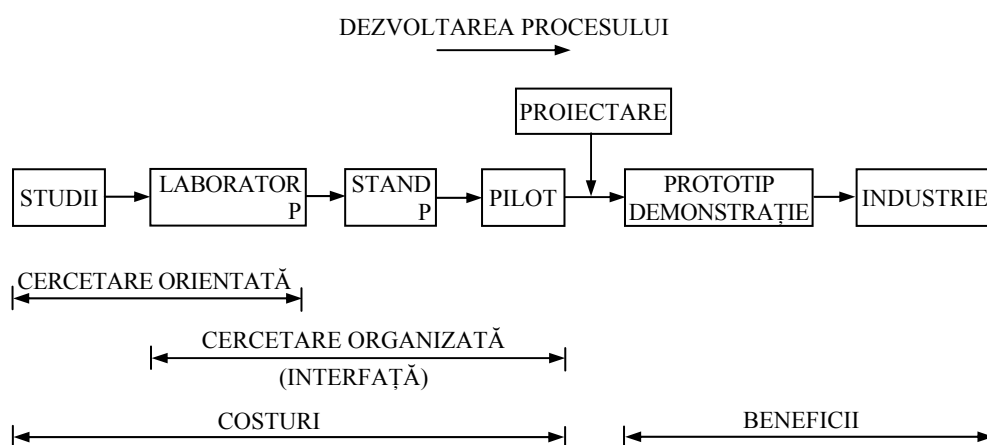 DEZVOLTAREA PROCESULUI
PROIECTARE
STUDII
LABORATOR
P
STAND
P
PILOT
PROTOTIP
DEMONSTRAȚIE
INDUSTRIE
CERCETARE ORIENTATĂ
CERCETARE ORGANIZATĂ
(INTERFAȚĂ)
COSTURI
BENEFICII